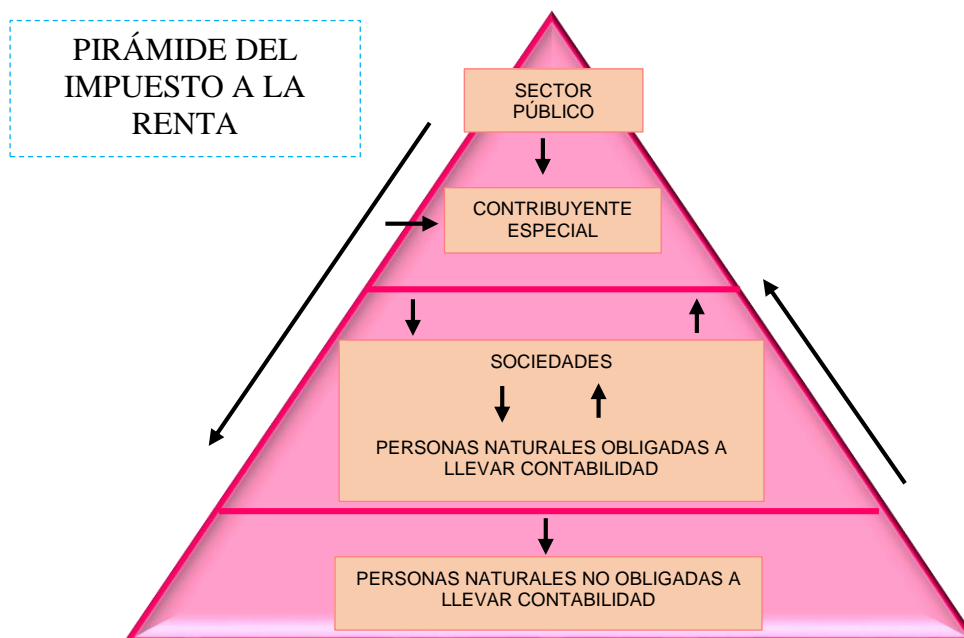 PIRÁMIDE DEL
IMPUESTO A LA
RENTA
SECTOR
PÚBLICO
CONTRIBUYENTE
ESPECIAL
SOCIEDADES
PERSONAS NATURALES OBLIGADAS A
LLEVAR CONTABILIDAD
PERSONAS NATURALES NO OBLIGADAS A
LLEVAR CONTABILIDAD